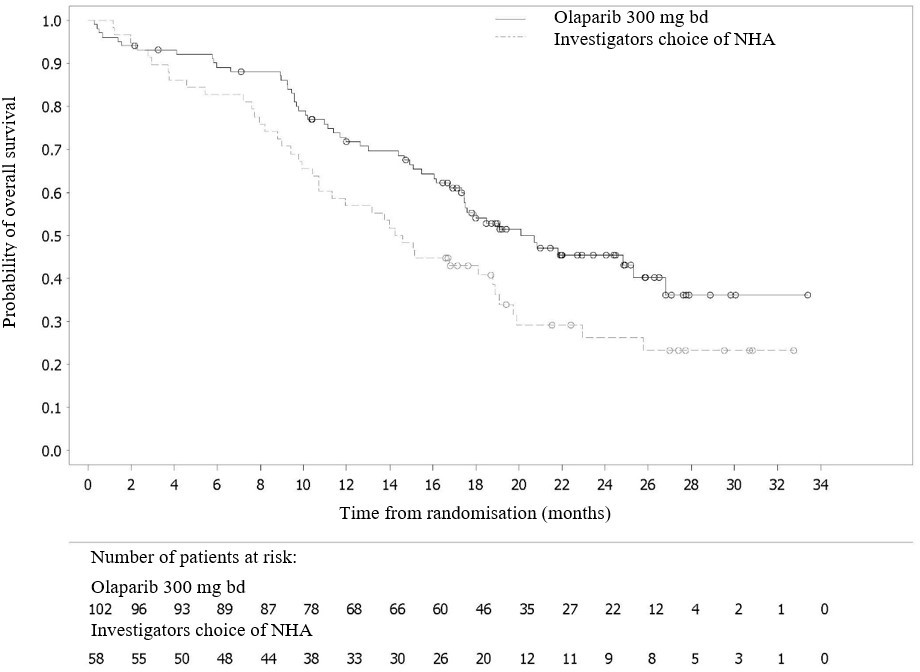 Olaparib 300 mg bd
Investigators choice of NHA
Probability of overall survival
1.0
0.9
0.8
0.7
0.6
0.5
0.4
0.3
0.2
0.1
0.0
0 2 4 6 8 10 12 14 16 18 20 22 24 26 28 30 32 34
Time from randomisation (months)
Number of patients at risk:
Olaparib 300 mg bd
102 96 93 89 87 78 68 66 60 46 35 27 22 12 4 2 1 0
Investigators choice of NHA
58 55 50 48 44 38 33 30 26 20 12 11 9 8 5 3 1 0